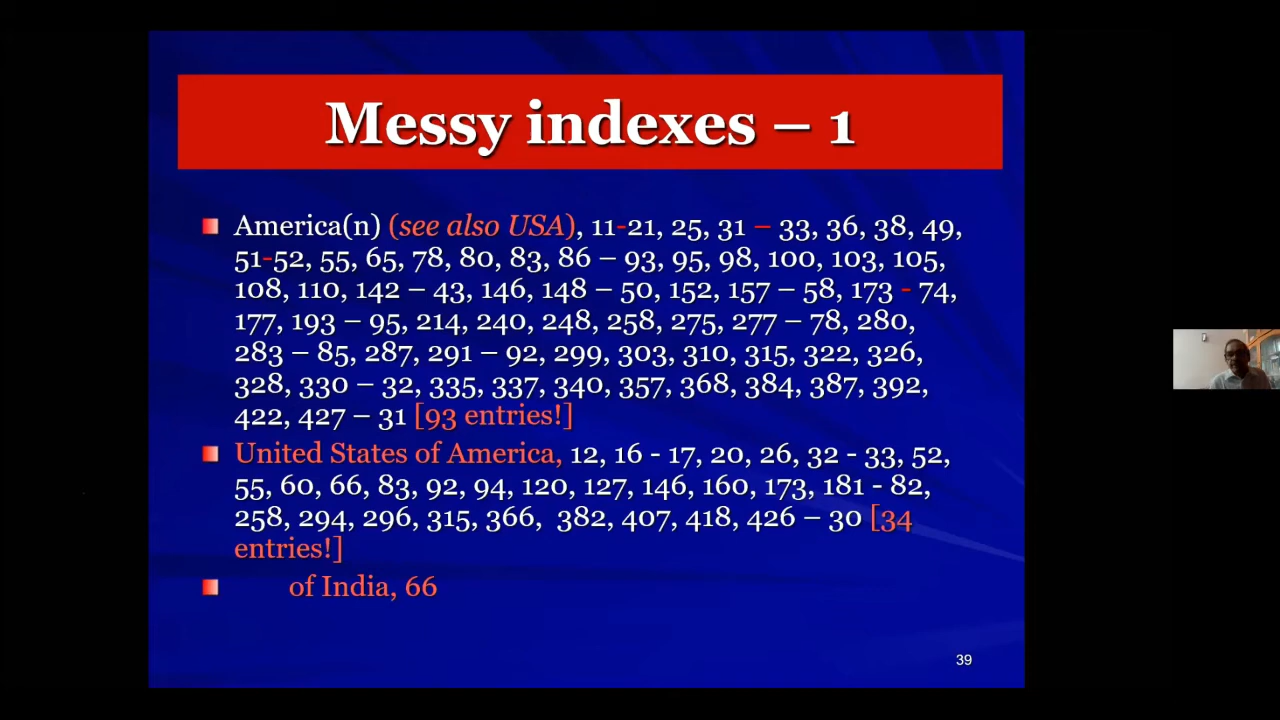 Messy indexes – 1
America(n) (see also USA), 11-21, 25, 31 – 33, 36, 38, 49,
51-52, 55, 65, 78, 80, 83, 86 – 93, 95, 98, 100, 103, 105,
108, 110, 142 – 43, 146, 148 – 50, 152, 157 – 58, 173 - 74,
177, 193 – 95, 214, 240, 248, 258, 275, 277 – 78, 280,
283 – 85, 287, 291 – 92, 299, 303, 310, 315, 322, 326,
328, 330 – 32, 335, 337, 340, 357, 368, 384, 387, 392,
422, 427 – 31 [93 entries!]
United States of America, 12, 16 - 17, 20, 26, 32 - 33, 52,
55, 60, 66, 83, 92, 94, 120, 127, 146, 160, 173, 181 - 82,
258, 294, 296, 315, 366, 382, 407, 418, 426 – 30 [34
entries!]
of India, 66
39